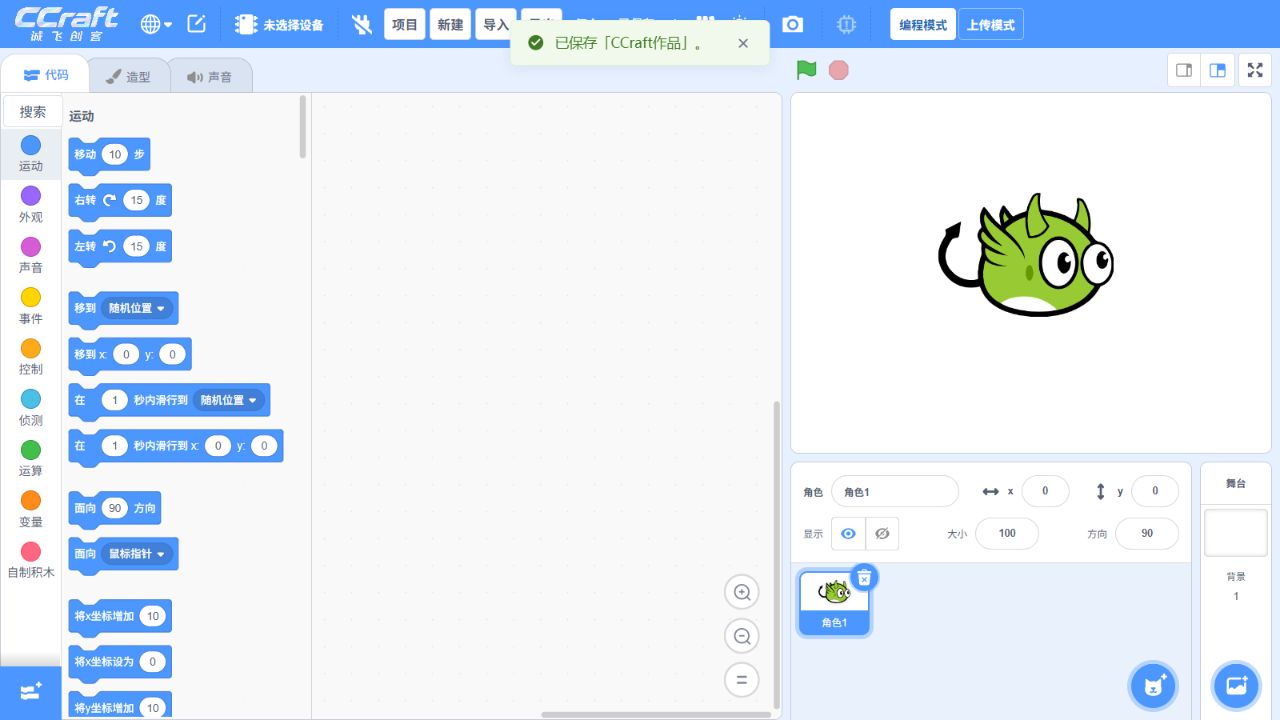 CCraft
诚飞创客
未选择设备
项目
新建
导入
编程模式
上传模式
已保存「CCraft作品」。
代码
造型
声音
搜索
运动
外观
声音
事件
控制
侦测
运算
变量
自制积木
运动
移动 10 步
右转 15 度
左转 15 度
移到 随机位置
移到 x: 0 y: 0
在 1 秒内滑行到 随机位置
在 1 秒内滑行到 x: 0 y: 0
面向 90 方向
面向 鼠标指针
将x坐标增加 10
将x坐标设为 0
将y坐标增加 10
角色 角色1 x 0 y 0
显示 大小 100 方向 90
角色1
舞台
背景
1